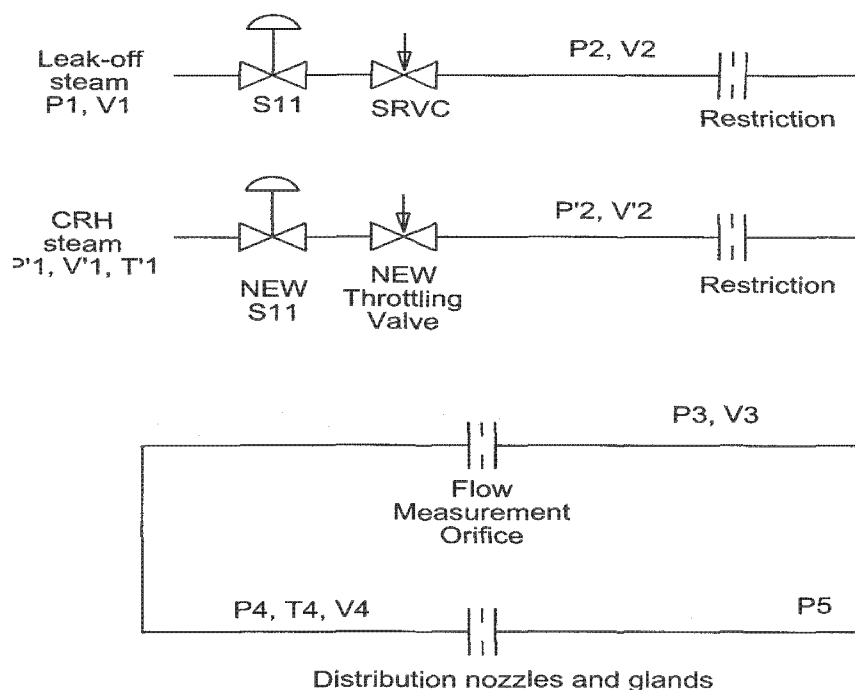 Leak-off
steam
P1, V1
S11
SRVC
P2, V2
Restriction
CRH
steam
P'1, V'1, T'1
NEW
S11
NEW
Throttling
Valve
P'2, V'2
Restriction
P3, V3
Flow
Measurement
Orifice
P4, T4, V4
P5
Distribution nozzles and glands